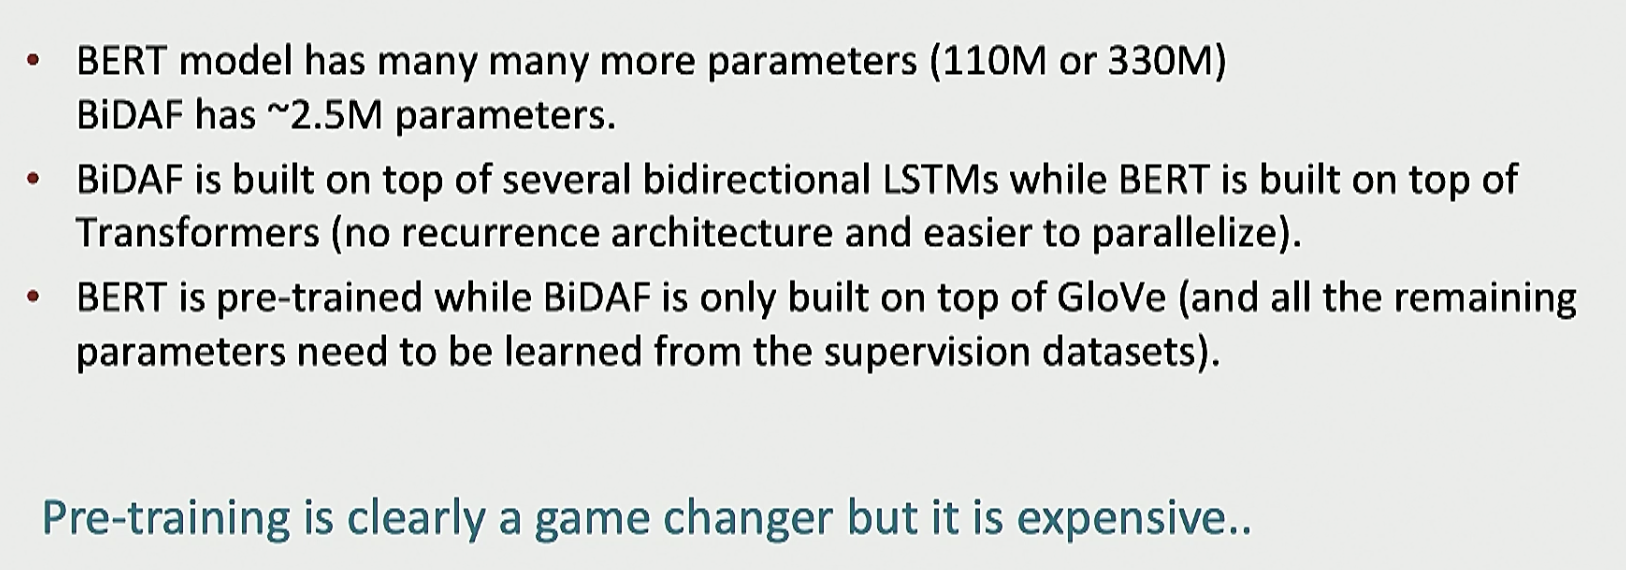 • BERT model has many many more parameters (110M or 330M)
BiDAF has ~2.5M parameters.
• BiDAF is built on top of several bidirectional LSTMs while BERT is built on top of
Transformers (no recurrence architecture and easier to parallelize).
• BERT is pre-trained while BiDAF is only built on top of GloVe (and all the remaining
parameters need to be learned from the supervision datasets).
Pre-training is clearly a game changer but it is expensive..